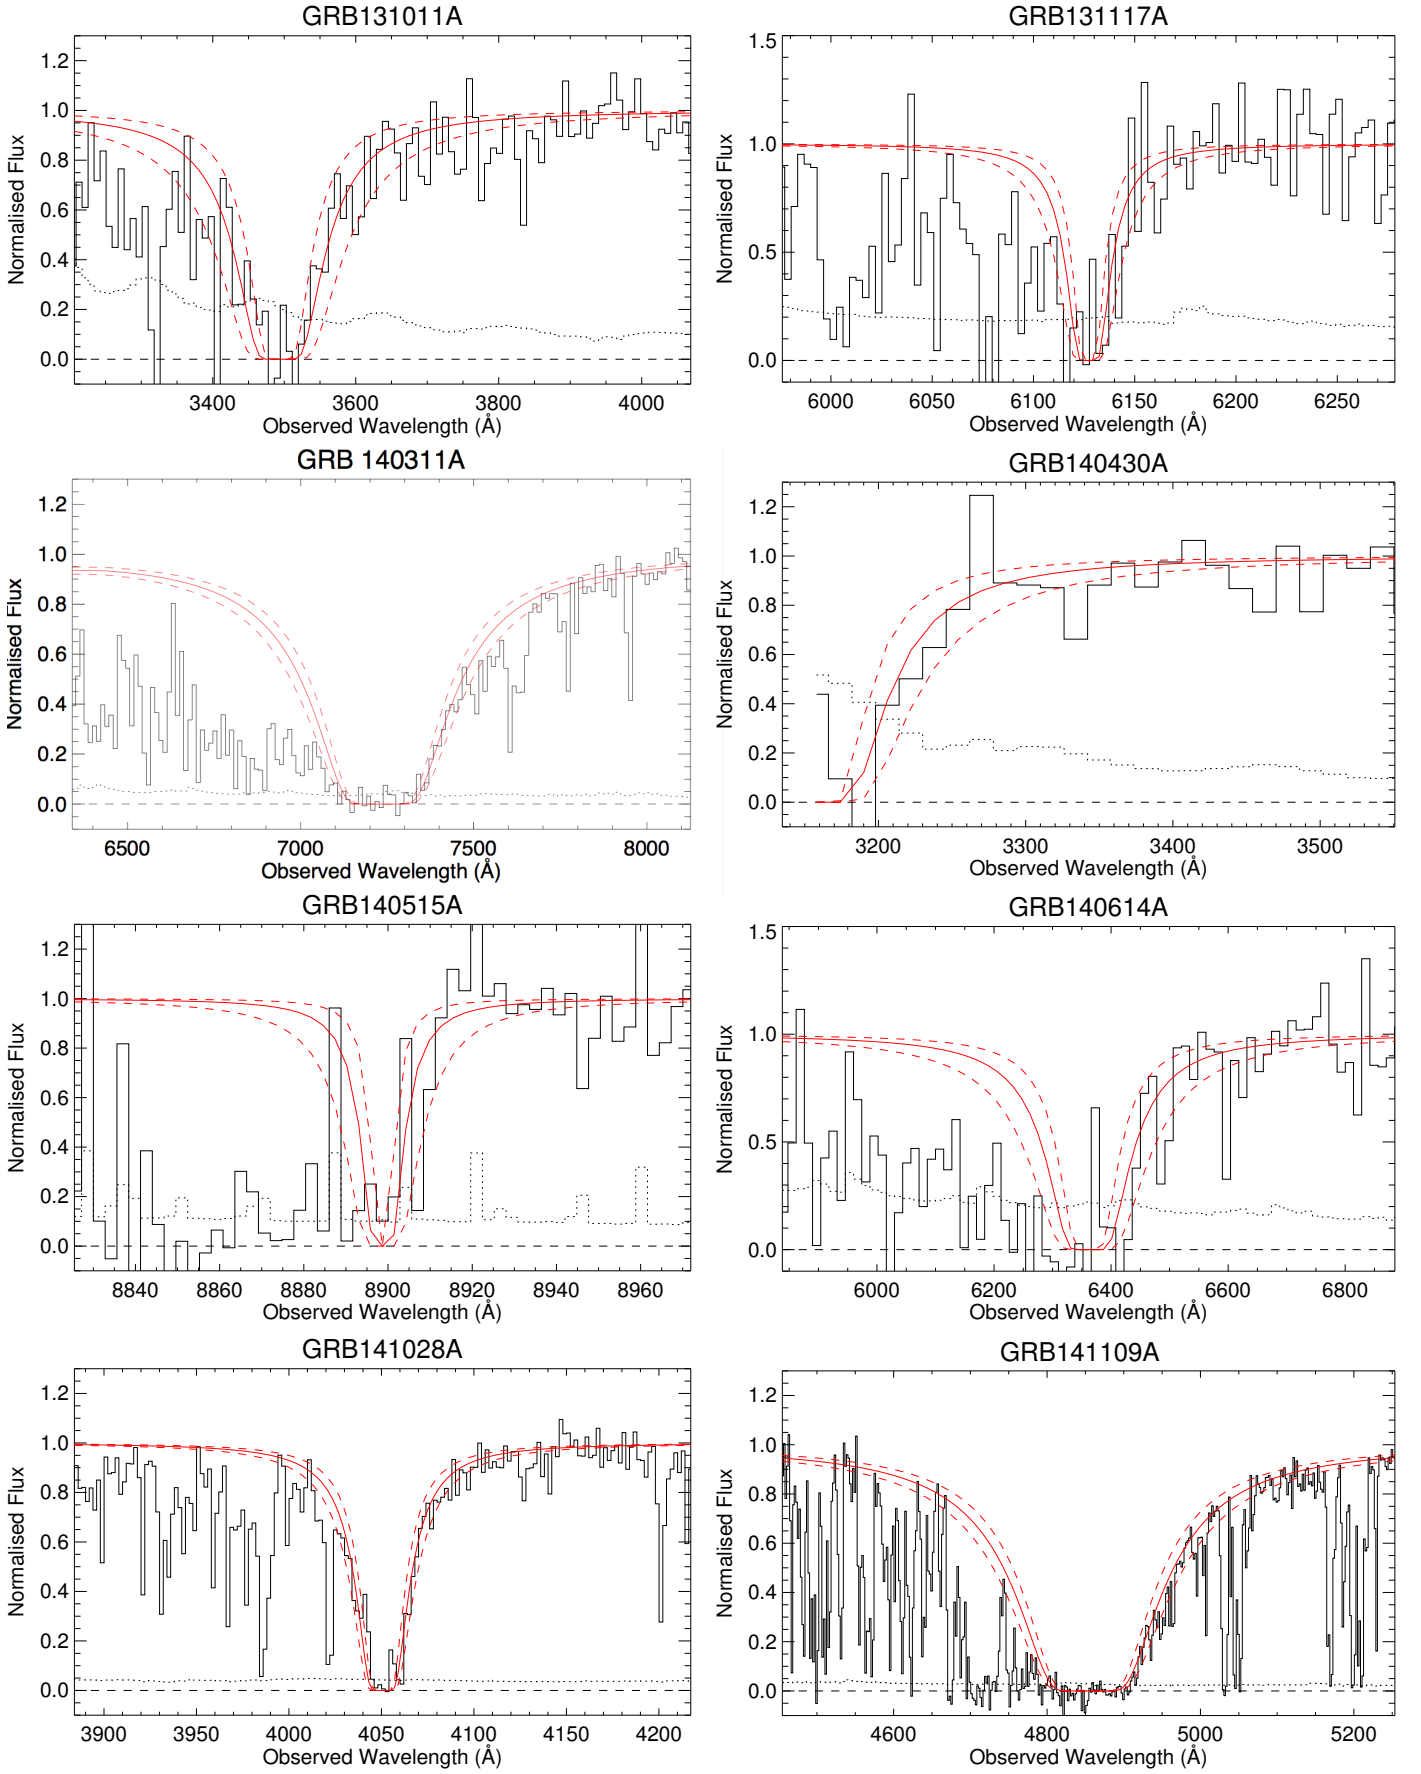 GRB131011A
GRB131117A
1.2
1.0
0.8
0.6
0.4
0.2
0.0
Normalised Flux
3400 3600 3800 4000
Observed Wavelength (Å)
1.5
1.0
0.5
0.0
Normalised Flux
6000 6050 6100 6150 6200 6250
Observed Wavelength (Å)
GRB 140311A
GRB140430A
1.2
1.0
0.8
0.6
0.4
0.2
0.0
Normalised Flux
6500 7000 7500 8000
Observed Wavelength (Å)
1.2
1.0
0.8
0.6
0.4
0.2
0.0
Normalised Flux
3200 3300 3400 3500
Observed Wavelength (Å)
GRB140515A
GRB140614A
1.2
1.0
0.8
0.6
0.4
0.2
0.0
Normalised Flux
8840 8860 8880 8900 8920 8940 8960
Observed Wavelength (Å)
1.5
1.0
0.5
0.0
Normalised Flux
6000 6200 6400 6600 6800
Observed Wavelength (Å)
GRB141028A
GRB141109A
1.2
1.0
0.8
0.6
0.4
0.2
0.0
Normalised Flux
3900 3950 4000 4050 4100 4150 4200
Observed Wavelength (Å)
1.2
1.0
0.8
0.6
0.4
0.2
0.0
Normalised Flux
4600 4800 5000 5200
Observed Wavelength (Å)